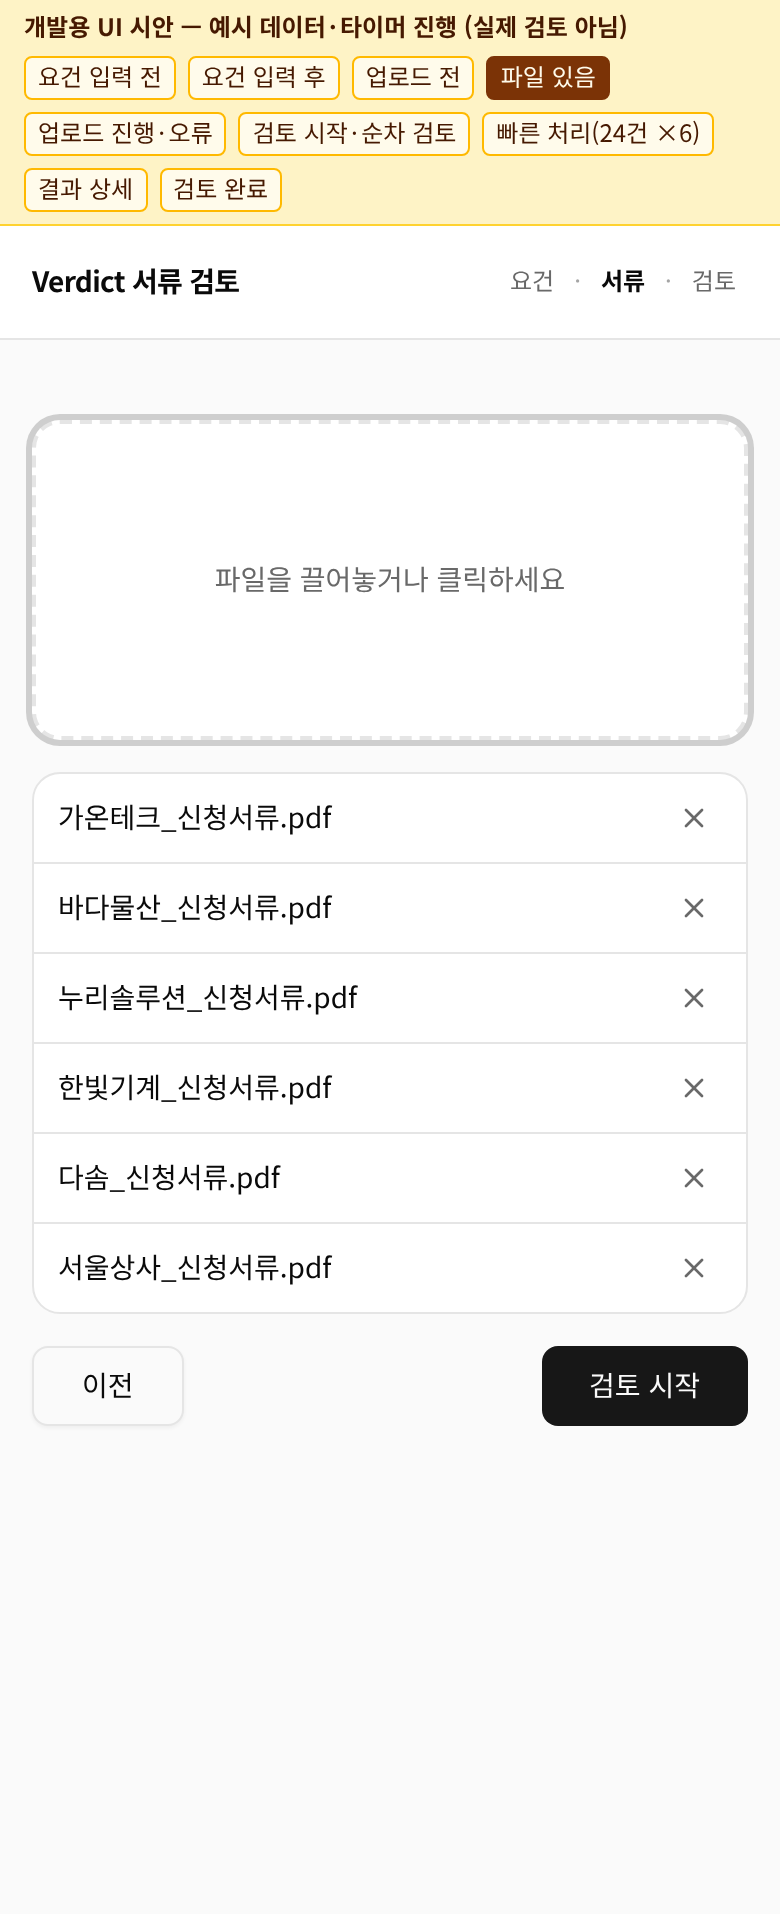 개발용 UI 시안 — 예시 데이터·타이머 진행 (실제 검토 아님)
요건 입력 전 요건 입력 후 업로드 전 파일 있음
업로드 진행·오류 검토 시작·순차 검토 빠른 처리(24건 ×6)
결과 상세 검토 완료
Verdict 서류 검토 요건 · 서류 · 검토
파일을 끌어놓거나 클릭하세요
가온테크_신청서류.pdf
바다물산_신청서류.pdf
누리솔루션_신청서류.pdf
한빛기계_신청서류.pdf
다솜_신청서류.pdf
서울상사_신청서류.pdf
이전 검토 시작